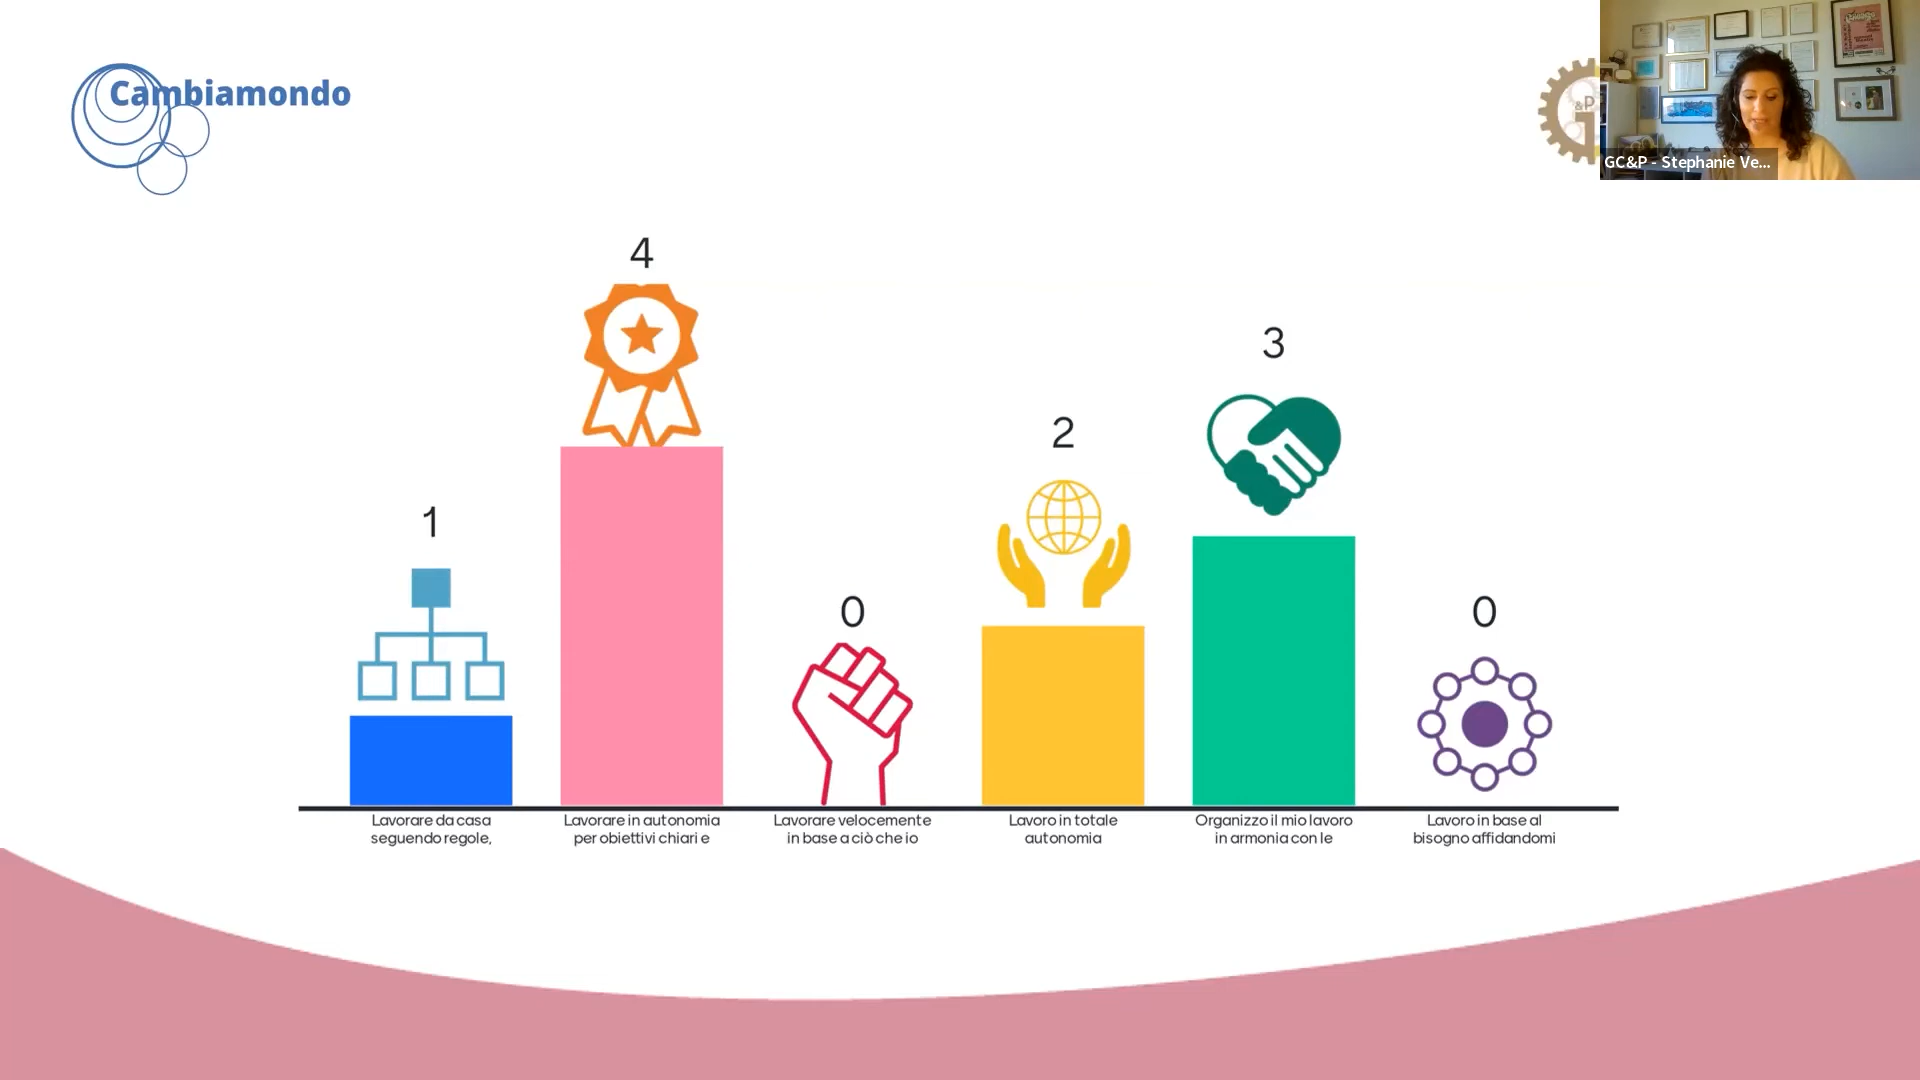 Cambiamondo
&P
GC&P - Stephanie Ve...
4
3
2
1
0
0
Lavorare da casa
seguendo regole,
Lavorare in autonomia
per obiettivi chiari e
Lavorare velocemente
in base a ciò che io
Lavoro in totale
autonomia
Organizzo il mio lavoro
in armonia con le
Lavoro in base al
bisogno affidandomi